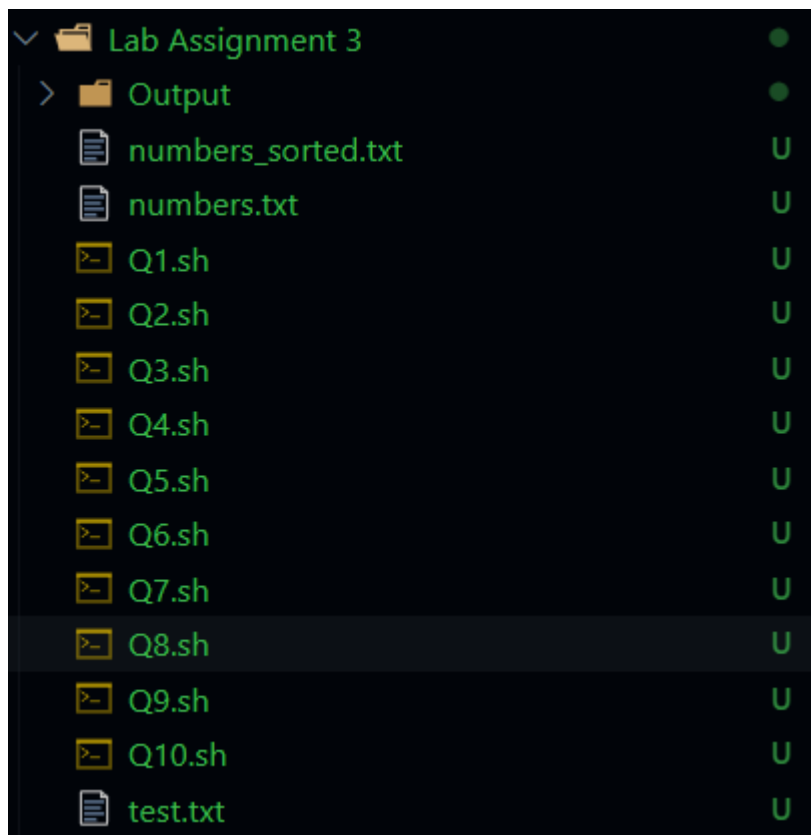 Lab Assignment 3
Output
numbers_sorted.txt U
numbers.txt U
Q1.sh U
Q2.sh U
Q3.sh U
Q4.sh U
Q5.sh U
Q6.sh U
Q7.sh U
Q8.sh U
Q9.sh U
Q10.sh U
test.txt U